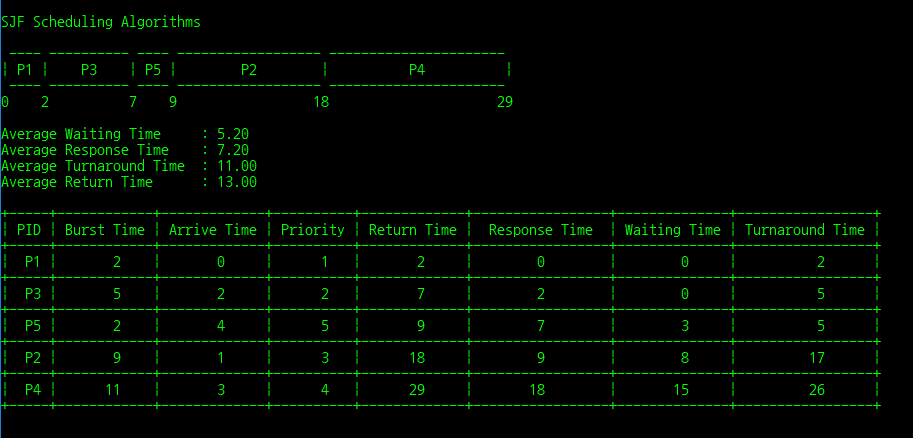 SJF Scheduling Algorithms
| P1 | P3 | P5 | P2 | P4 |
0 2 7 9 18 29
Average Waiting Time : 5.20
Average Response Time : 7.20
Average Turnaround Time : 11.00
Average Return Time : 13.00
| PID | Burst Time | Arrive Time | Priority | Return Time | Response Time | Waiting Time | Turnaround Time |
| P1 | 2 | 0 | 1 | 2 | 0 | 0 | 2 |
| P3 | 5 | 2 | 2 | 7 | 2 | 0 | 5 |
| P5 | 2 | 4 | 5 | 9 | 7 | 3 | 5 |
| P2 | 9 | 1 | 3 | 18 | 9 | 8 | 17 |
| P4 | 11 | 3 | 4 | 29 | 18 | 15 | 26 |